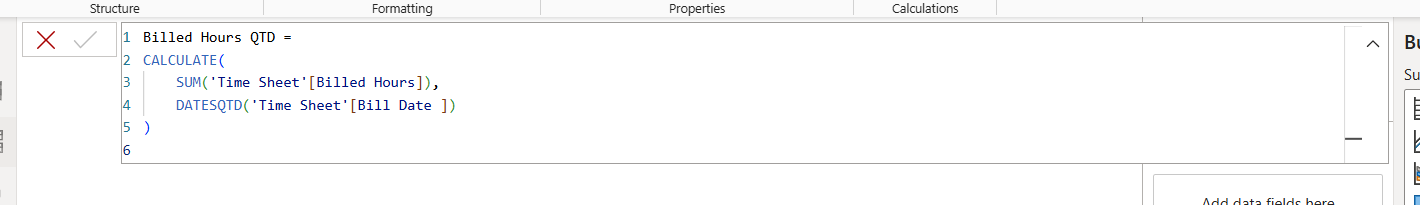 Structure Formatting Properties Calculations
1 Billed Hours QTD =
2 CALCULATE(
3 SUM('Time Sheet'[Billed Hours]),
4 DATESQTD('Time Sheet'[Bill Date ])
5 )
6
Add data fields here